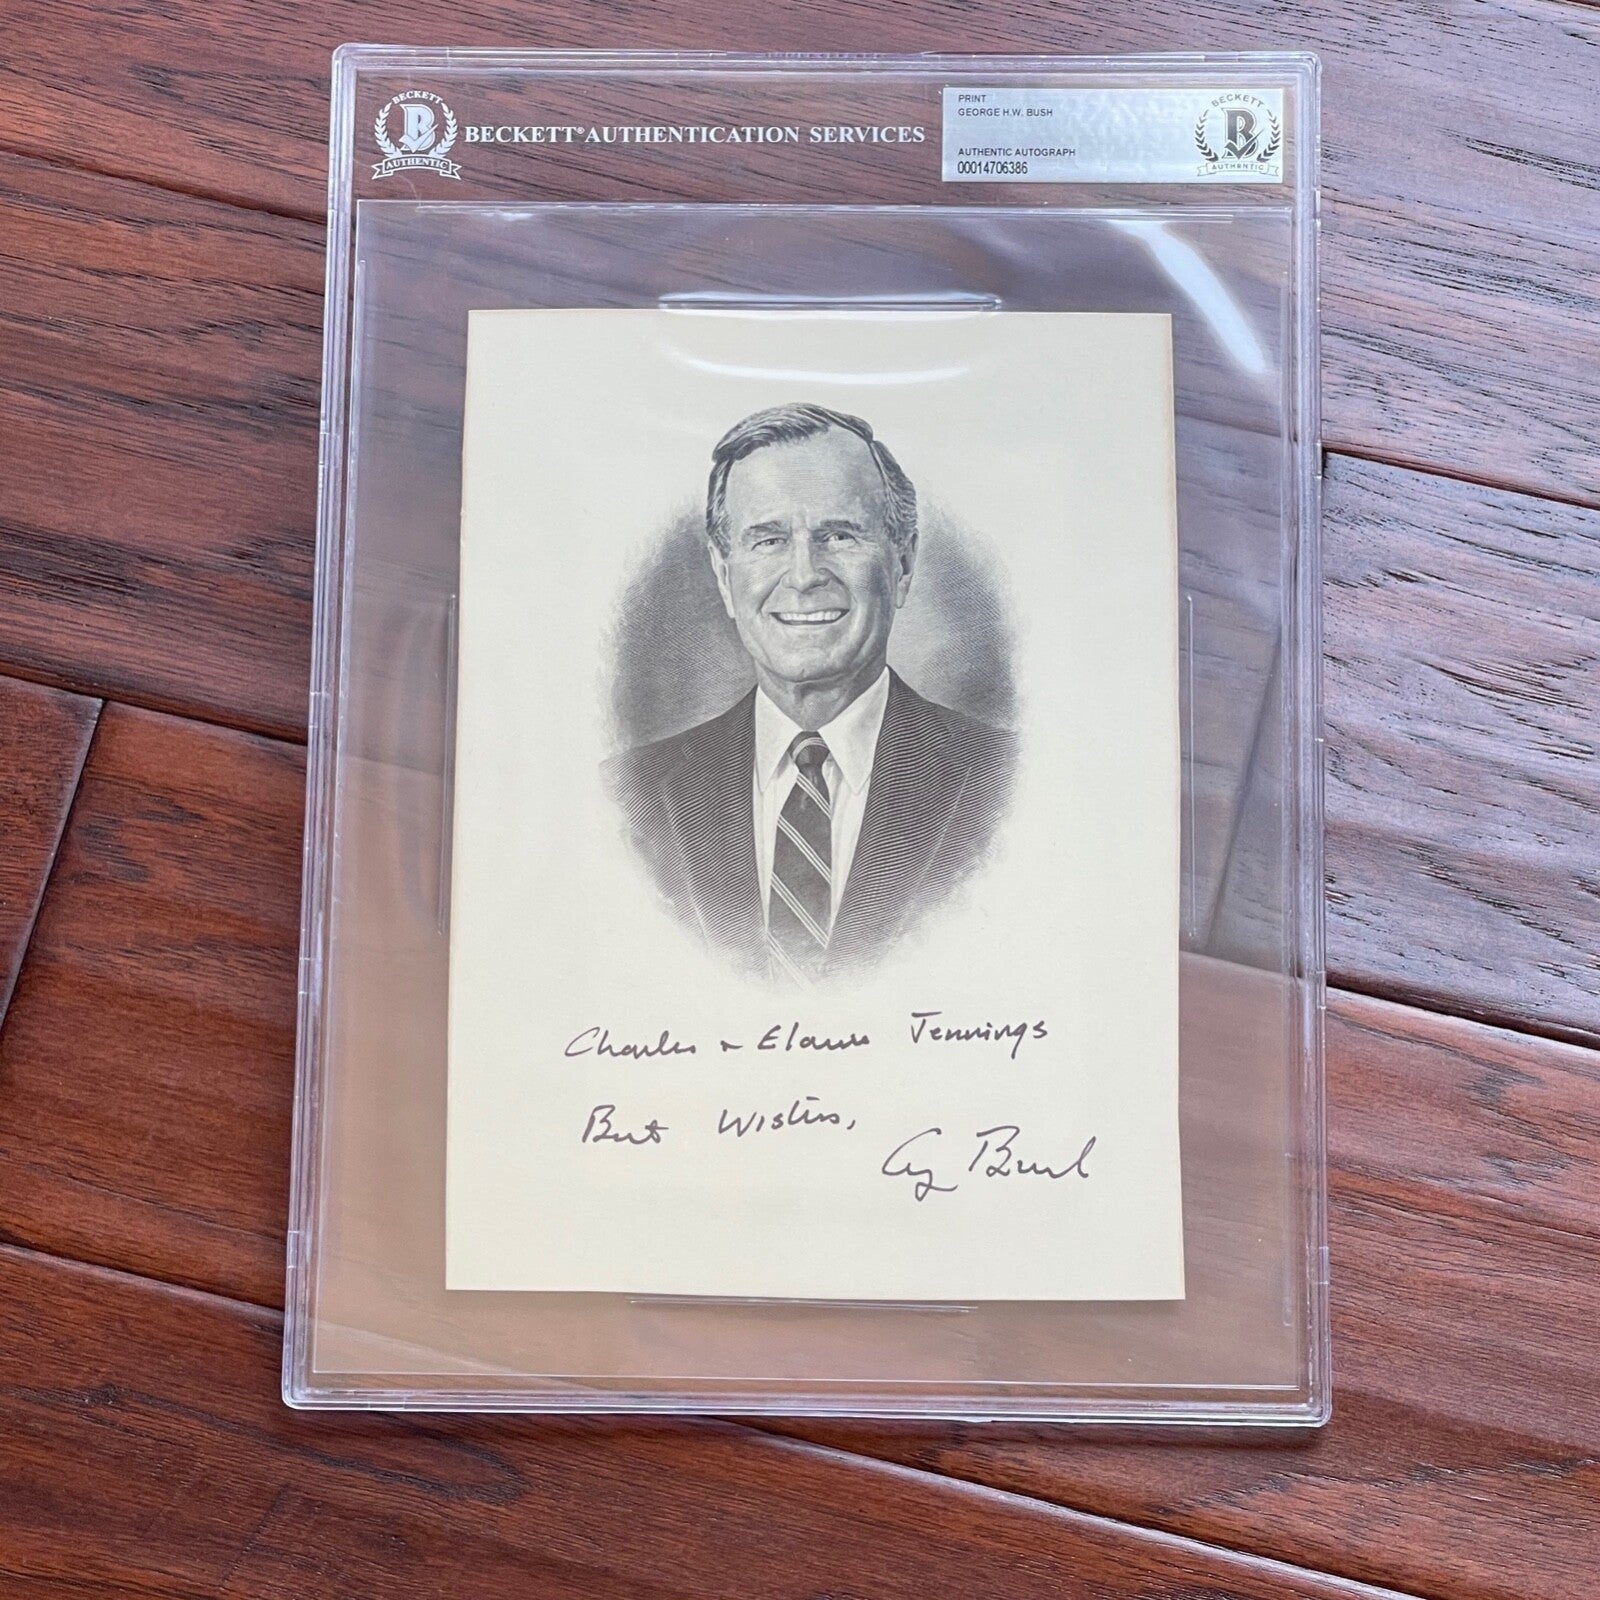 BECKETT
B
AUTHENTIC
BECKETT® AUTHENTICATION SERVICES
PRINT
GEORGE H.W. BUSH
AUTHENTIC AUTOGRAPH
00014706386
BECKETT
B
AUTHENTIC
Charles + Elaine Jennings
Best Wishes,
Gy Bush